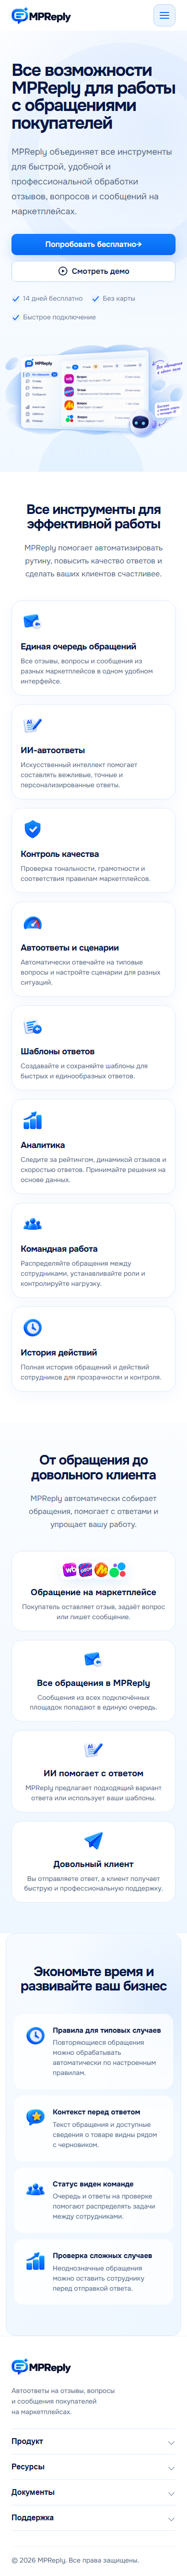 MPReply
Все возможности
MPReply для работы
с обращениями
покупателей
MPReply объединяет все инструменты
для быстрой, удобной и
профессиональной обработки
отзывов, вопросов и сообщений на
маркетплейсах.
Попробовать бесплатно→
Смотреть демо
14 дней бесплатно
Без карты
Быстрое подключение
MPReply
Все инструменты для
эффективной работы
MPReply помогает автоматизировать
рутину, повысить качество ответов и
сделать ваших клиентов счастливее.
Единая очередь обращений
Все отзывы, вопросы и сообщения из
разных маркетплейсов в одном удобном
интерфейсе.
AI
ИИ-автоответы
Искусственный интеллект помогает
составлять вежливые, точные и
персонализированные ответы.
Контроль качества
Проверка тональности, грамотности и
соответствия правилам маркетплейсов.
Автоответы и сценарии
Автоматически отвечайте на типовые
вопросы и настройте сценарии для разных
ситуаций.
Шаблоны ответов
Создавайте и сохраняйте шаблоны для
быстрых и единообразных ответов.
Аналитика
Следите за рейтингом, динамикой отзывов и
скоростью ответов. Принимайте решения на
основе данных.
Командная работа
Распределяйте обращения между
сотрудниками, устанавливайте роли и
контролируйте нагрузку.
История действий
Полная история обращений и действий
сотрудников для прозрачности и контроля.
От обращения до
довольного клиента
MPReply автоматически собирает
обращения, помогает с ответами и
упрощает вашу работу.
Обращение на маркетплейсе
Покупатель оставляет отзыв, задаёт вопрос
или пишет сообщение.
Все обращения в MPReply
Сообщения из всех подключённых
площадок попадают в единую очередь.
AI
ИИ помогает с ответом
MPReply предлагает подходящий вариант
ответа или использует ваши шаблоны.
Довольный клиент
Вы отправляете ответ, а клиент получает
быструю и профессиональную поддержку.
Экономьте время и
развивайте ваш бизнес
Правила для типовых случаев
Повторяющиеся обращения
можно обрабатывать
автоматически по настроенным
правилам.
Контекст перед ответом
Текст обращения и доступные
сведения о товаре видны рядом
с черновиком.
Статус виден команде
Очередь и ответы на проверке
помогают распределять задачи
между сотрудниками.
Проверка сложных случаев
Неоднозначные обращения
можно оставить сотруднику
перед отправкой ответа.
MPReply
Автоответы на отзывы, вопросы
и сообщения покупателей
на маркетплейсах.
Продукт
Ресурсы
Документы
Поддержка
© 2026 MPReply. Все права защищены.